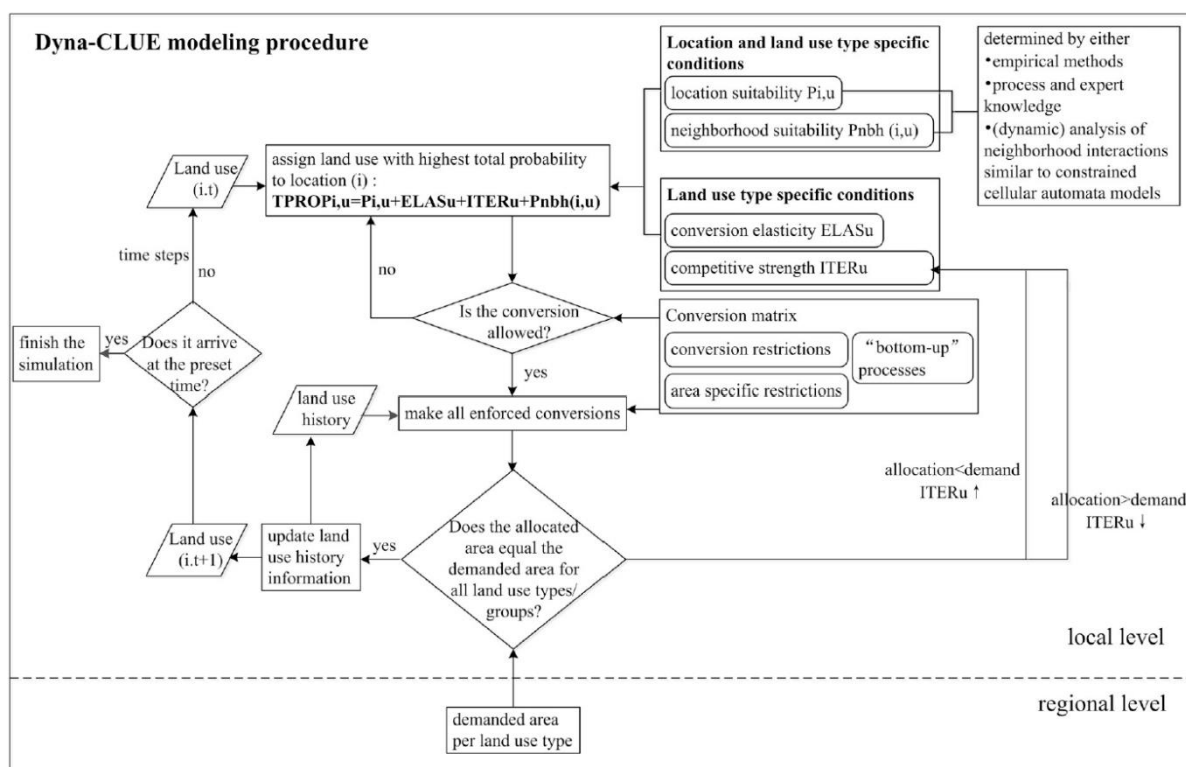 Dyna-CLUE modeling procedure
Location and land use type specific
conditions
location suitability Pi,u
neighborhood suitability Pnbh (i,u)
determined by either
•empirical methods
•process and expert
knowledge
•(dynamic) analysis of
neighborhood interactions
similar to constrained
cellular automata models
Land use
(i.t)
assign land use with highest total probability
to location (i) :
TPROPi,u=Pi,u+ELASu+ITERu+Pnbh(i,u)
Land use type specific conditions
conversion elasticity ELASu
competitive strength ITERu
time steps
no
no
Is the conversion
allowed?
Conversion matrix
conversion restrictions
“bottom-up”
processes
area specific restrictions
finish the
simulation
yes
Does it arrive
at the preset
time?
yes
land use
history
make all enforced conversions
allocation<demand
ITERu ↑
allocation>demand
ITERu ↓
Land use
(i.t+1)
update land
use history
information
yes
Does the allocated
area equal the
demanded area for
all land use types/
groups?
local level
regional level
demanded area
per land use type